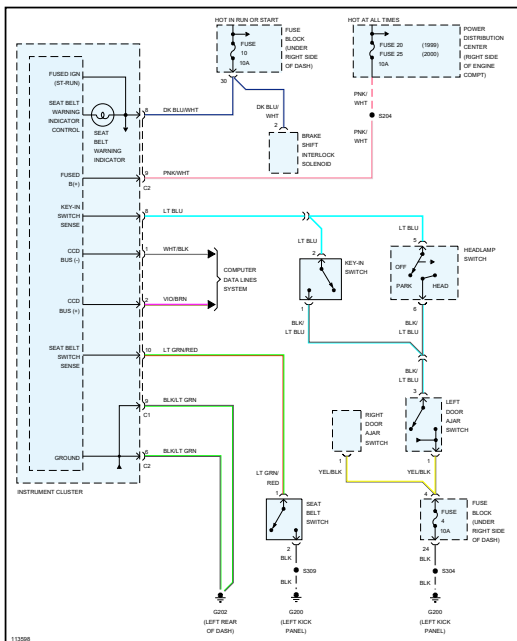 HOT IN RUN OR START
FUSE
10
10A
FUSE
BLOCK
(UNDER
RIGHT SIDE
OF DASH)
30
HOT AT ALL TIMES
FUSE 20 (1999)
FUSE 25 (2000)
10A
POWER
DISTRIBUTION
CENTER
(RIGHT SIDE
OF ENGINE
COMPT)
PNK/
WHT
S204
PNK/
WHT
DK BLU/
WHT
2
BRAKE
SHIFT
INTERLOCK
SOLENOID
FUSED IGN
(ST-RUN)
SEAT BELT
WARNING
INDICATOR
CONTROL
SEAT
BELT
WARNING
INDICATOR
8 DK BLU/WHT
FUSED
B(+)
9 PNK/WHT
C2
KEY-IN
SWITCH
SENSE
8 LT BLU
CCD
BUS (-)
1 WHT/BLK
COMPUTER
DATA LINES
SYSTEM
CCD
BUS (+)
2 VIO/BRN
SEAT BELT
SWITCH
SENSE
10 LT GRN/RED
9 BLK/LT GRN
C1
GROUND
6 BLK/LT GRN
C2
INSTRUMENT CLUSTER
LT BLU
2
KEY-IN
SWITCH
1
BLK/
LT BLU
LT BLU
5
HEADLAMP
SWITCH
OFF
PARK HEAD
6
BLK/
LT BLU
BLK/
LT BLU
3
LEFT
DOOR
AJAR
SWITCH
1
YEL/BLK
RIGHT
DOOR
AJAR
SWITCH
1
YEL/BLK
4
FUSE
4
10A
FUSE
BLOCK
(UNDER
RIGHT SIDE
OF DASH)
24
BLK
S304
BLK
G200
(LEFT KICK
PANEL)
LT GRN/
RED
1
SEAT
BELT
SWITCH
2
BLK
S309
BLK
G200
(LEFT KICK
PANEL)
G202
(LEFT REAR
OF DASH)
113598